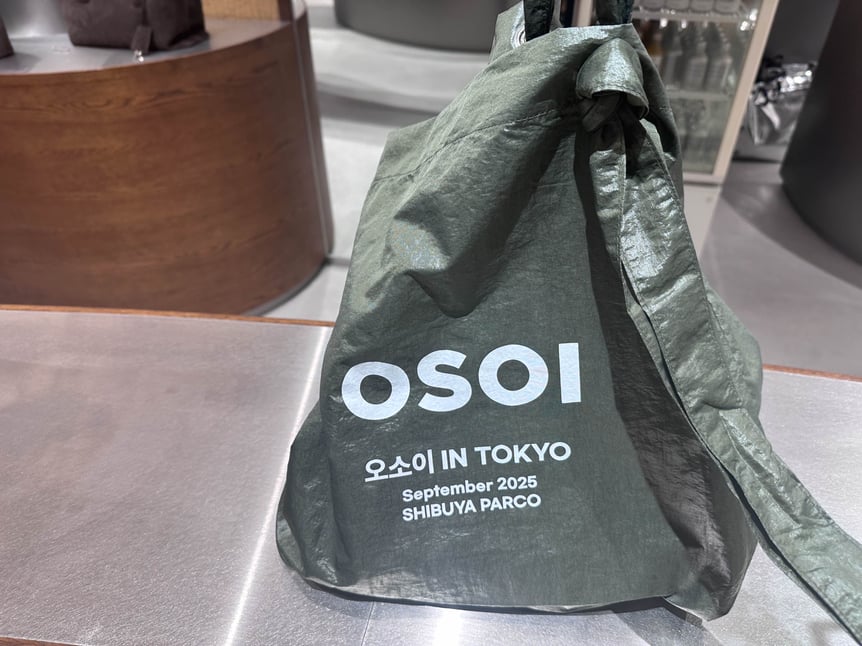 OSOI
오소이 IN TOKYO
September 2025
SHIBUYA PARCO